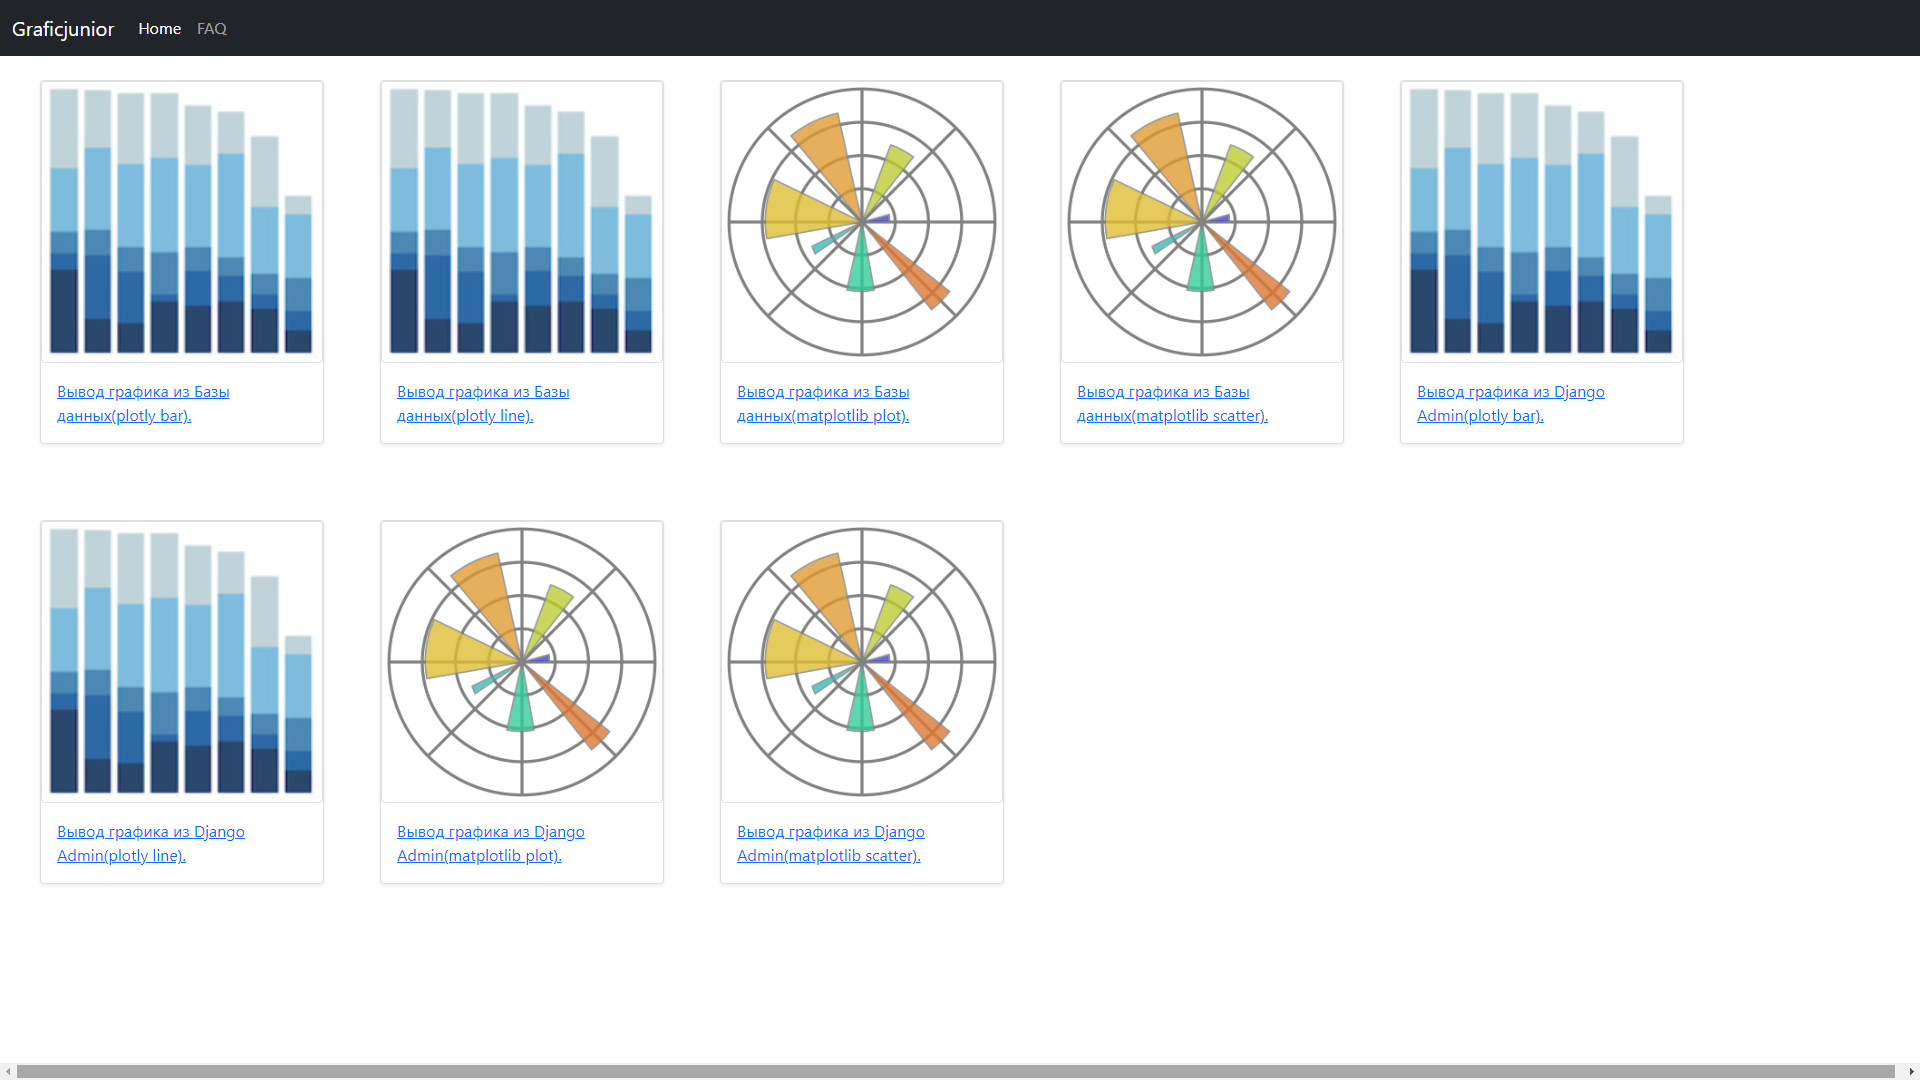 Graficjunior Home FAQ
Вывод графика из Базы
данных(plotly bar).
Вывод графика из Базы
данных(plotly line).
Вывод графика из Базы
данных(matplotlib plot).
Вывод графика из Базы
данных(matplotlib scatter).
Вывод графика из Django
Admin(plotly bar).
Вывод графика из Django
Admin(plotly line).
Вывод графика из Django
Admin(matplotlib plot).
Вывод графика из Django
Admin(matplotlib scatter).